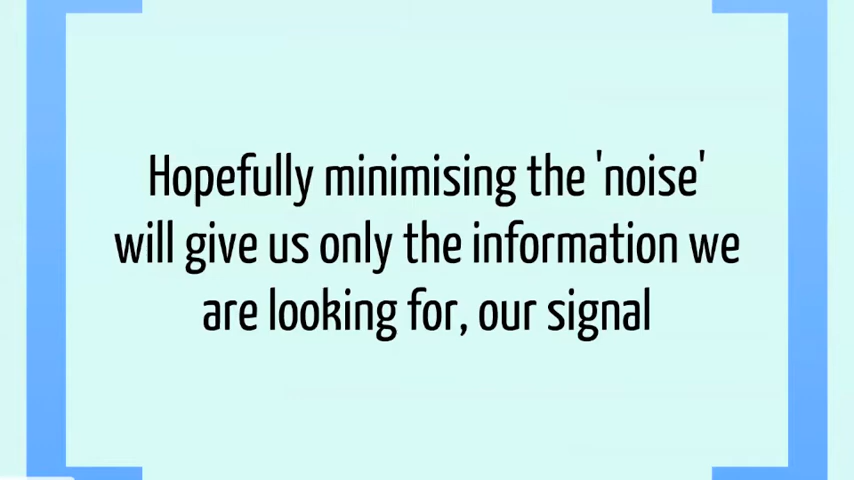 Hopefully minimising the 'noise'
will give us only the information we
are looking for, our signal